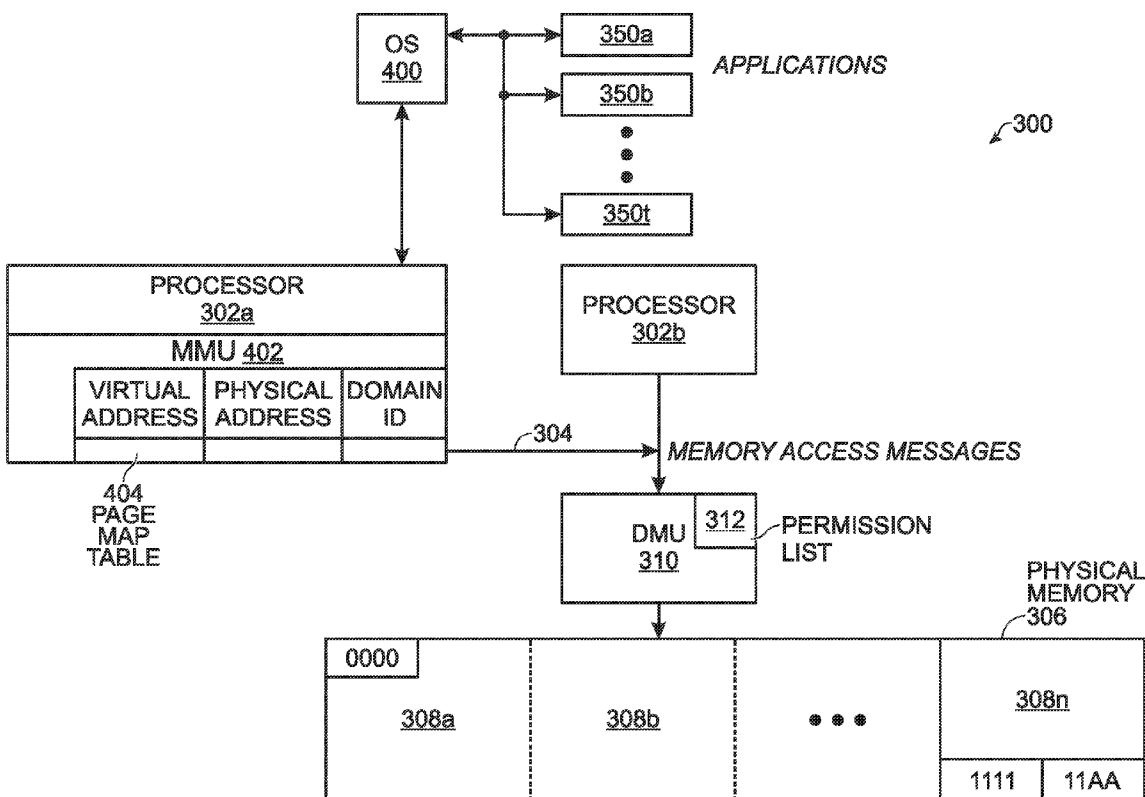 OS
400
350a
APPLICATIONS
350b
300
350t
PROCESSOR
302a
PROCESSOR
302b
MMU 402
VIRTUAL
ADDRESS
PHYSICAL
ADDRESS
DOMAIN
ID
304
MEMORY ACCESS MESSAGES
404
PAGE
MAP
TABLE
DMU
310
312
PERMISSION
LIST
PHYSICAL
MEMORY
306
0000
308a
308b
308n
1111
11AA